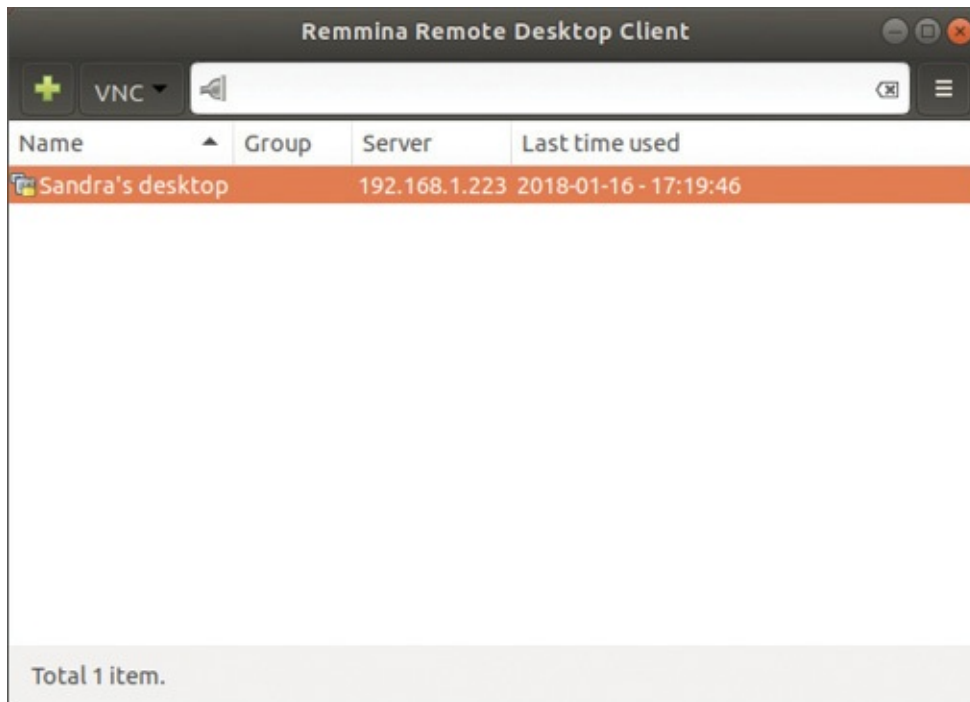 Remmina Remote Desktop Client
VNC
Name Group Server Last time used
Sandra's desktop 192.168.1.223 2018-01-16 - 17:19:46
Total 1 item.